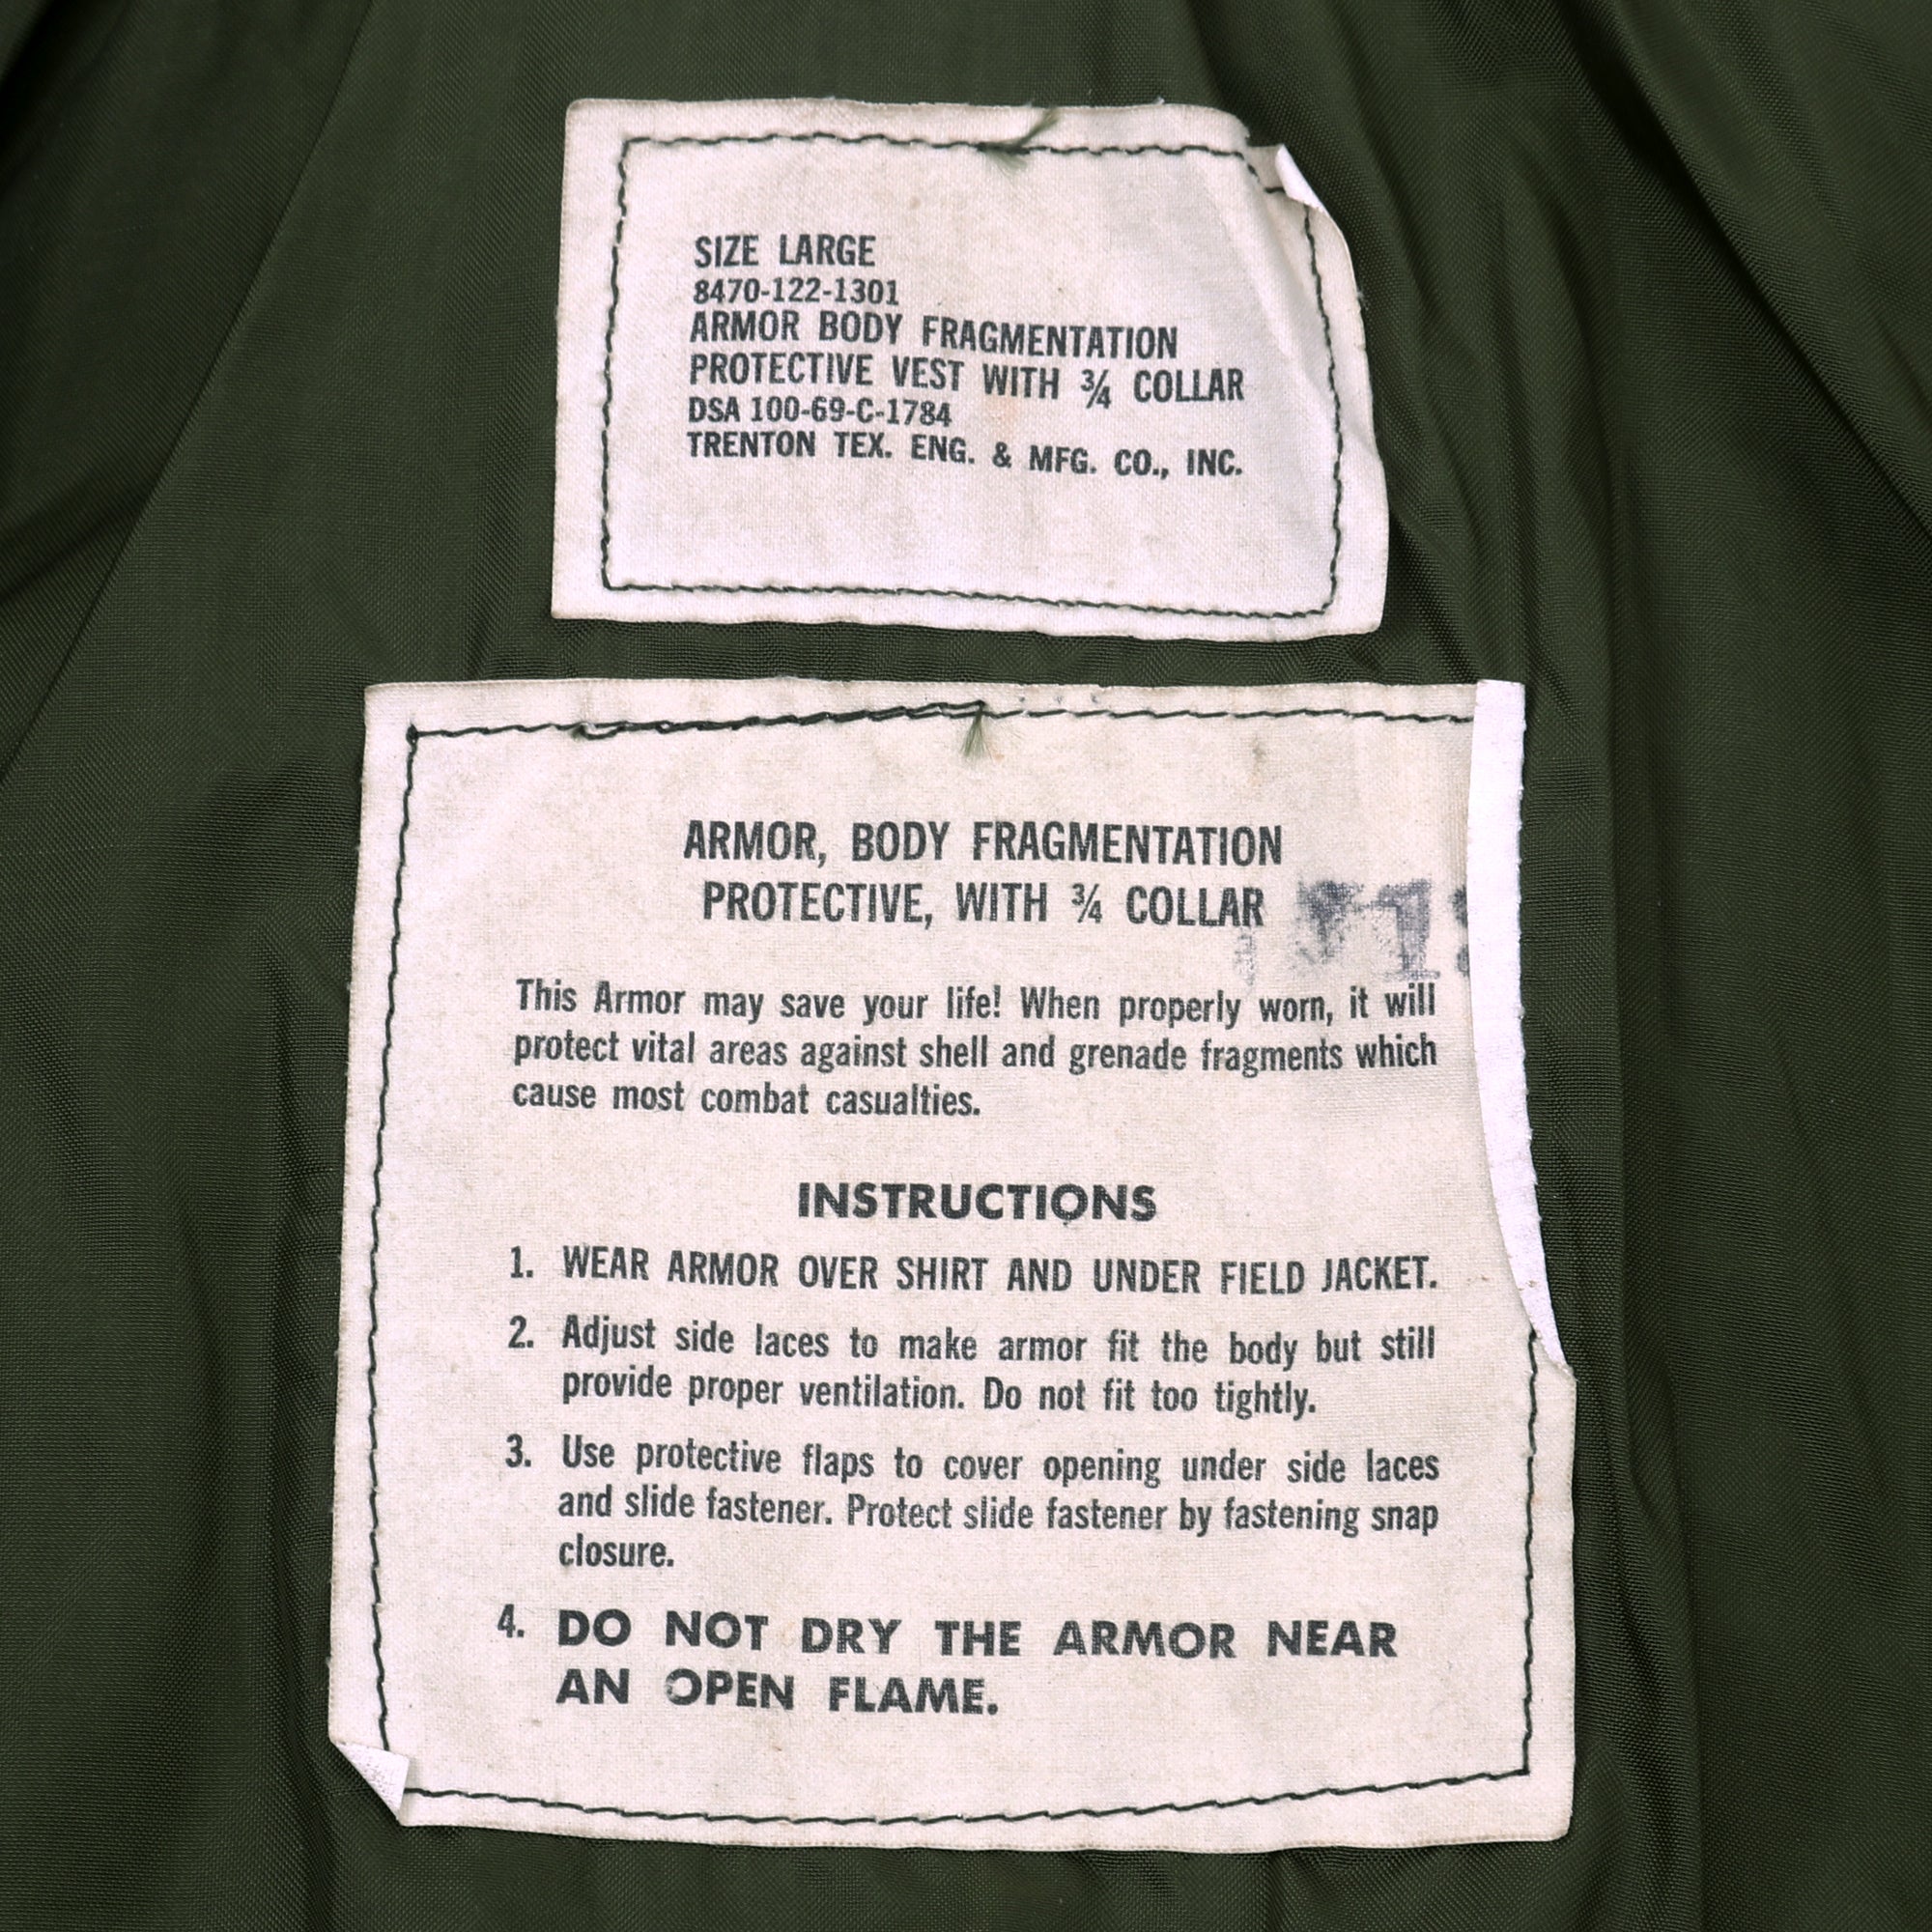 SIZE LARGE
8470-122-1301
ARMOR BODY FRAGMENTATION
PROTECTIVE VEST WITH ¾ COLLAR
DSA 100-69-C-1784
TRENTON TEX. ENG. & MFG. CO., INC.
ARMOR, BODY FRAGMENTATION
PROTECTIVE, WITH ¾ COLLAR
This Armor may save your life! When properly worn, it will
protect vital areas against shell and grenade fragments which
cause most combat casualties.
INSTRUCTIONS
1. WEAR ARMOR OVER SHIRT AND UNDER FIELD JACKET.
2. Adjust side laces to make armor fit the body but still
provide proper ventilation. Do not fit too tightly.
3. Use protective flaps to cover opening under side laces
and slide fastener. Protect slide fastener by fastening snap
closure.
4. DO NOT DRY THE ARMOR NEAR
AN OPEN FLAME.